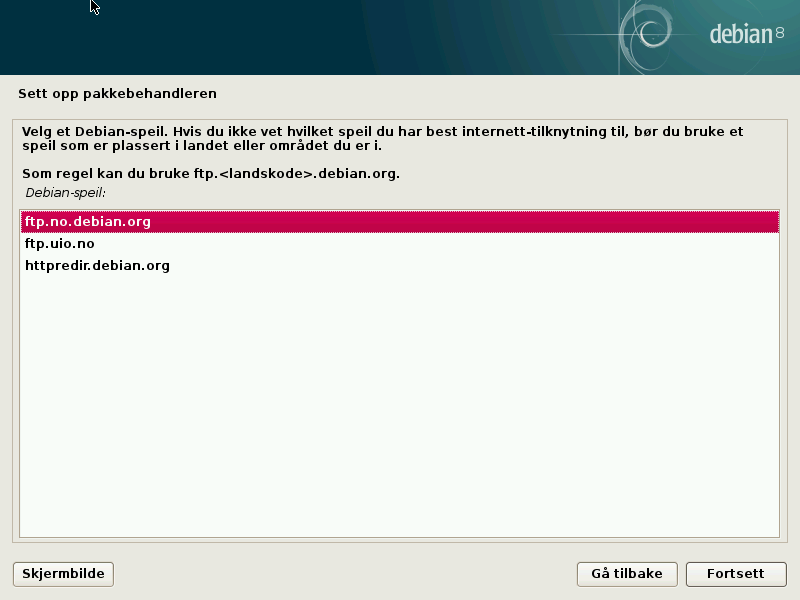 debian 8
Sett opp pakkebehandleren
Velg et Debian-speil. Hvis du ikke vet hvilket speil du har best internett-tilknytning til, bør du bruke et
speil som er plassert i landet eller området du er i.
Som regel kan du bruke ftp.<landskode>.debian.org.
Debian-speil:
ftp.no.debian.org
ftp.uio.no
httpredir.debian.org
Skjermbilde
Gå tilbake
Fortsett